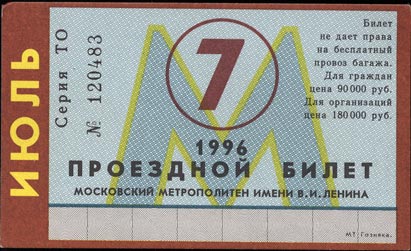 ИЮЛЬ
Серия ТО
№ 120483
7
Билет
не дает права
на бесплатный
провоз багажа.
Для граждан
цена 90000 руб.
Для организаций
цена 180000 руб.
1996
ПРОЕЗДНОЙ БИЛЕТ
МОСКОВСКИЙ МЕТРОПОЛИТЕН ИМЕНИ В.И. ЛЕНИНА
МТ. Гознака.